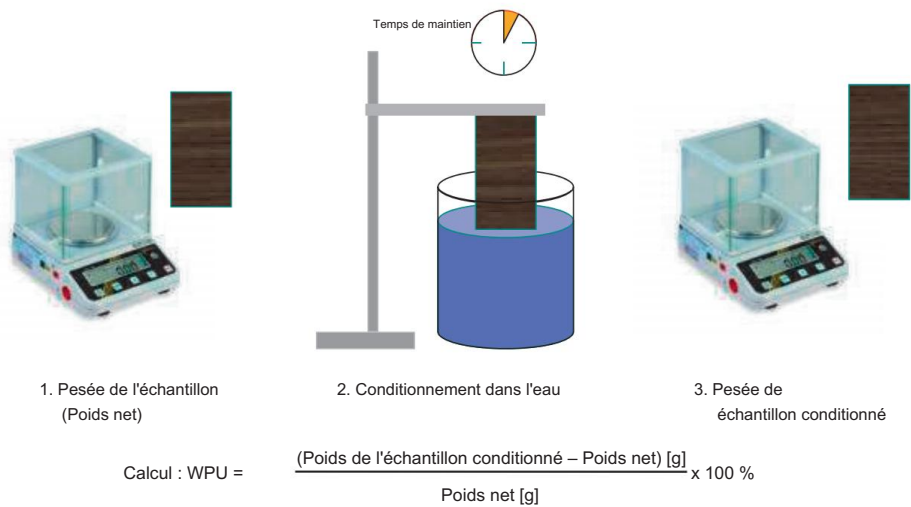 Temps de maintien
1. Pesée de l'échantillon
(Poids net)
2. Conditionnement dans l'eau
3. Pesée de
échantillon conditionné
Calcul : WPU =
(Poids de l'échantillon conditionné – Poids net) [g]
x 100 %
Poids net [g]